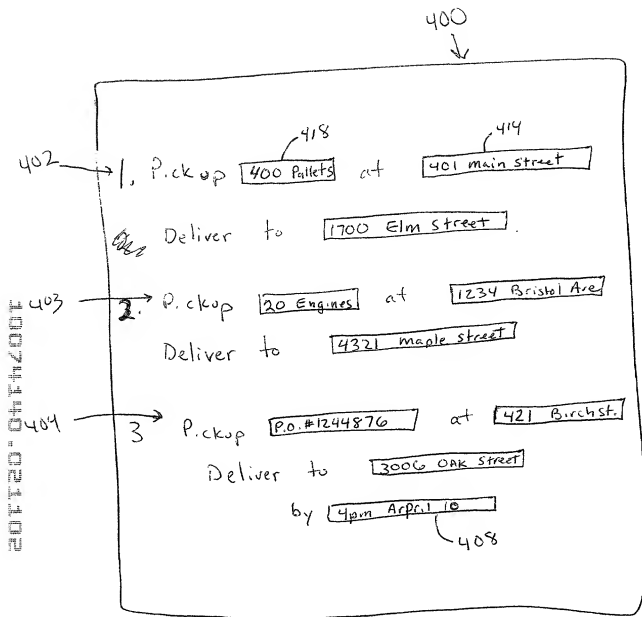 400
418
414
402
1. Pickup 400 Pallets at 401 main street
Deliver to 1700 Elm Street.
403
2. Pickup 20 Engines at 1234 Bristol Ave
Deliver to 4321 maple street
404
3 Pickup P.O.#1244876 at 421 Birch st.
Deliver to 3006 OAK Street
by 4pm Arpril 10
408
10074140.021102